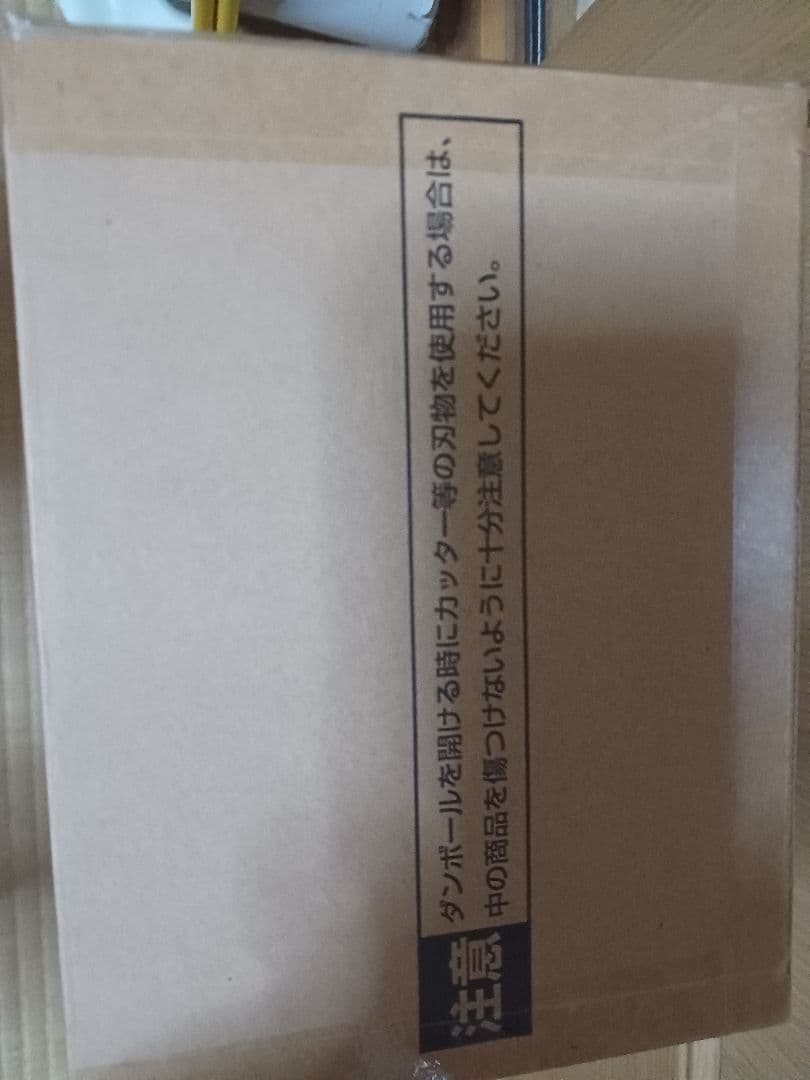 注意
ダンボールを開ける時にカッター等の刃物を使用する場合は、
中の商品を傷つけないように十分注意してください。